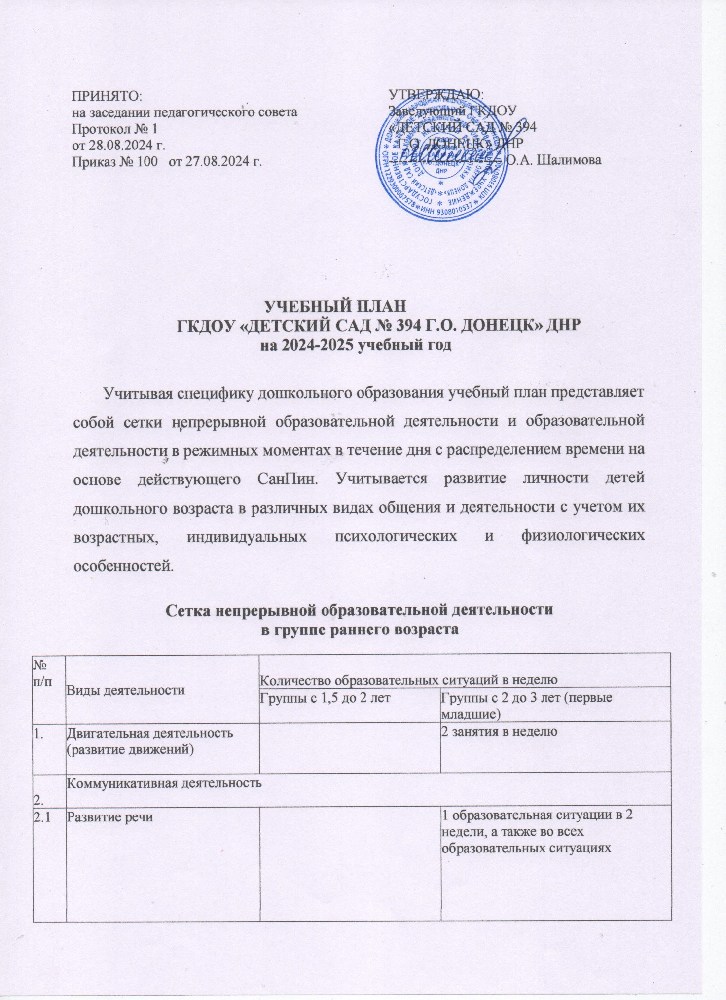 ПРИНЯТО:
на заседании педагогического совета
Протокол № 1
от 28.08.2024 г.
Приказ № 100 от 27.08.2024 г.
УТВЕРЖДАЮ:
Заведующий ГКДОУ
«ДЕТСКИЙ САД № 394
Г.О. ДОНЕЦК» ДНР
О.А. Шалимова
ОГРН 1229300067578 * ИНН 9308010537 * КПП 930801001
ГКДОУ
ДЕТСКИЙ
Г.О. ДОНЕЦК
ДНР
УЧЕБНЫЙ ПЛАН
ГКДОУ «ДЕТСКИЙ САД № 394 Г.О. ДОНЕЦК» ДНР
на 2024-2025 учебный год
Учитывая специфику дошкольного образования учебный план представляет
собой сетки непрерывной образовательной деятельности и образовательной
деятельности в режимных моментах в течение дня с распределением времени на
основе действующего СанПин. Учитывается развитие личности детей
дошкольного возраста в различных видах общения и деятельности с учетом их
возрастных, индивидуальных психологических и физиологических
особенностей.
Сетка непрерывной образовательной деятельности
в группе раннего возраста
№
п/п
Виды деятельности
Количество образовательных ситуаций в неделю
Группы с 1,5 до 2 лет
Группы с 2 до 3 лет (первые
младшие)
1.
Двигательная деятельность
(развитие движений)
2 занятия в неделю
2.
Коммуникативная деятельность
2.1
Развитие речи
1 образовательная ситуации в 2
недели, а также во всех
образовательных ситуациях